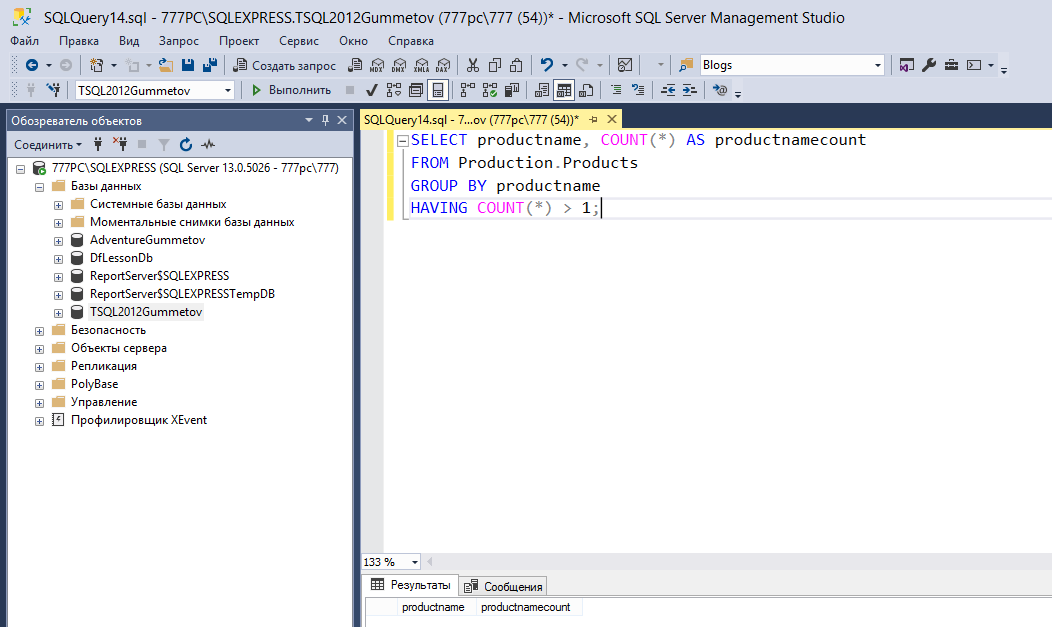 SQLQuery14.sql - 777PC\SQLEXPRESS.TSQL2012Gummetov (777pc\777 (54))* - Microsoft SQL Server Management Studio
Файл Правка Вид Запрос Проект Сервис Окно Справка
Создать запрос MDX DMX XMLA DAX Blogs
TSQL2012Gummetov Выполнить
Обозреватель объектов
Соединить
777PC\SQLEXPRESS (SQL Server 13.0.5026 - 777pc\777)
Базы данных
Системные базы данных
Моментальные снимки базы данных
AdventureGummetov
DfLessonDb
ReportServer$SQLEXPRESS
ReportServer$SQLEXPRESSTempDB
TSQL2012Gummetov
Безопасность
Объекты сервера
Репликация
PolyBase
Управление
Профилировщик XEvent
SQLQuery14.sql - 7...ov (777pc\777 (54))*
SELECT productname, COUNT(*) AS productnamecount
FROM Production.Products
GROUP BY productname
HAVING COUNT(*) > 1;
133 %
Результаты Сообщения
productname productnamecount